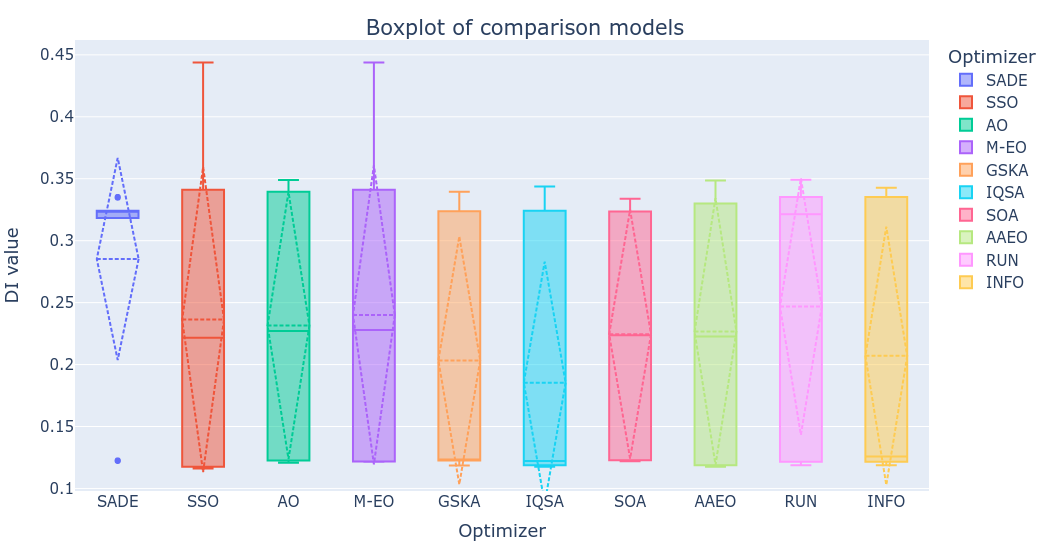 Boxplot of comparison models
DI value
0.45
0.4
0.35
0.3
0.25
0.2
0.15
0.1
SADE SSO AO M-EO GSKA IQSA SOA AAEO RUN INFO
Optimizer
Optimizer
SADE
SSO
AO
M-EO
GSKA
IQSA
SOA
AAEO
RUN
INFO